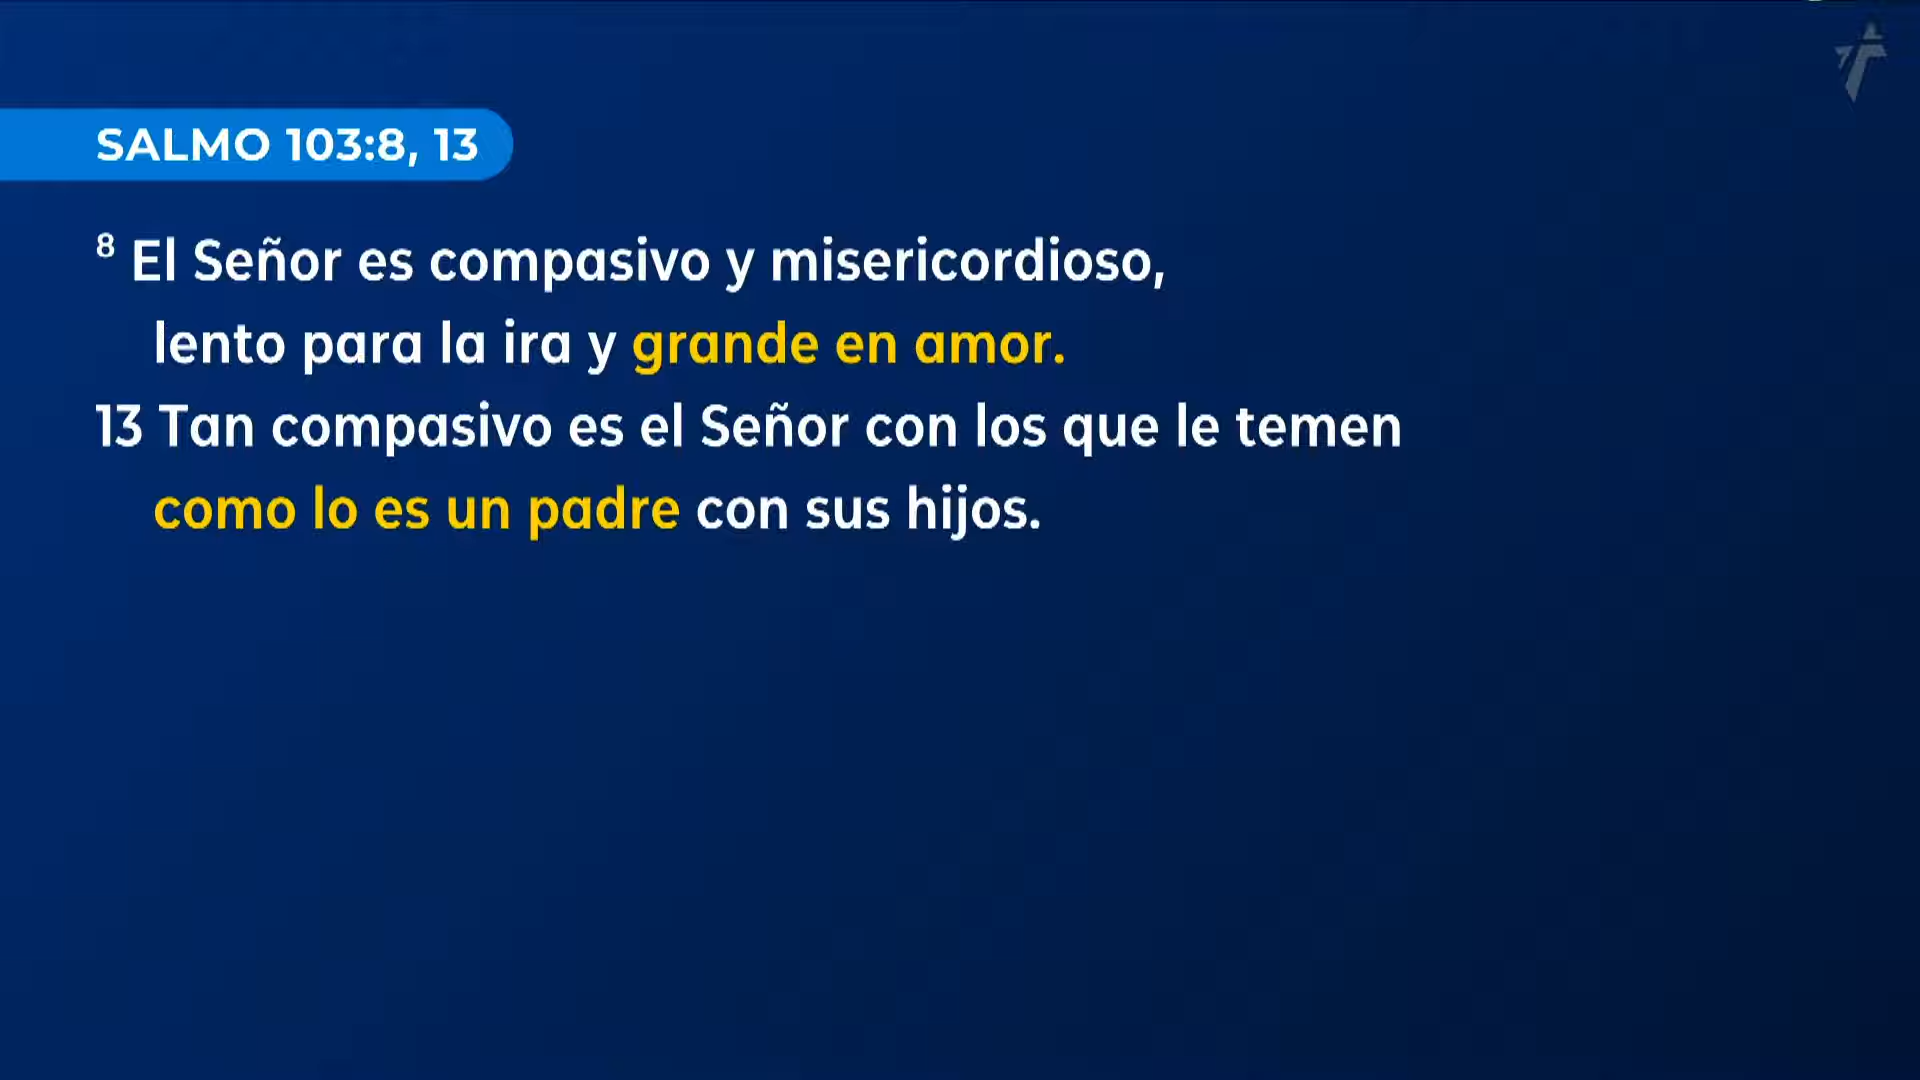 SALMO 103:8, 13
⁸ El Señor es compasivo y misericordioso,
lento para la ira y grande en amor.
13 Tan compasivo es el Señor con los que le temen
como lo es un padre con sus hijos.